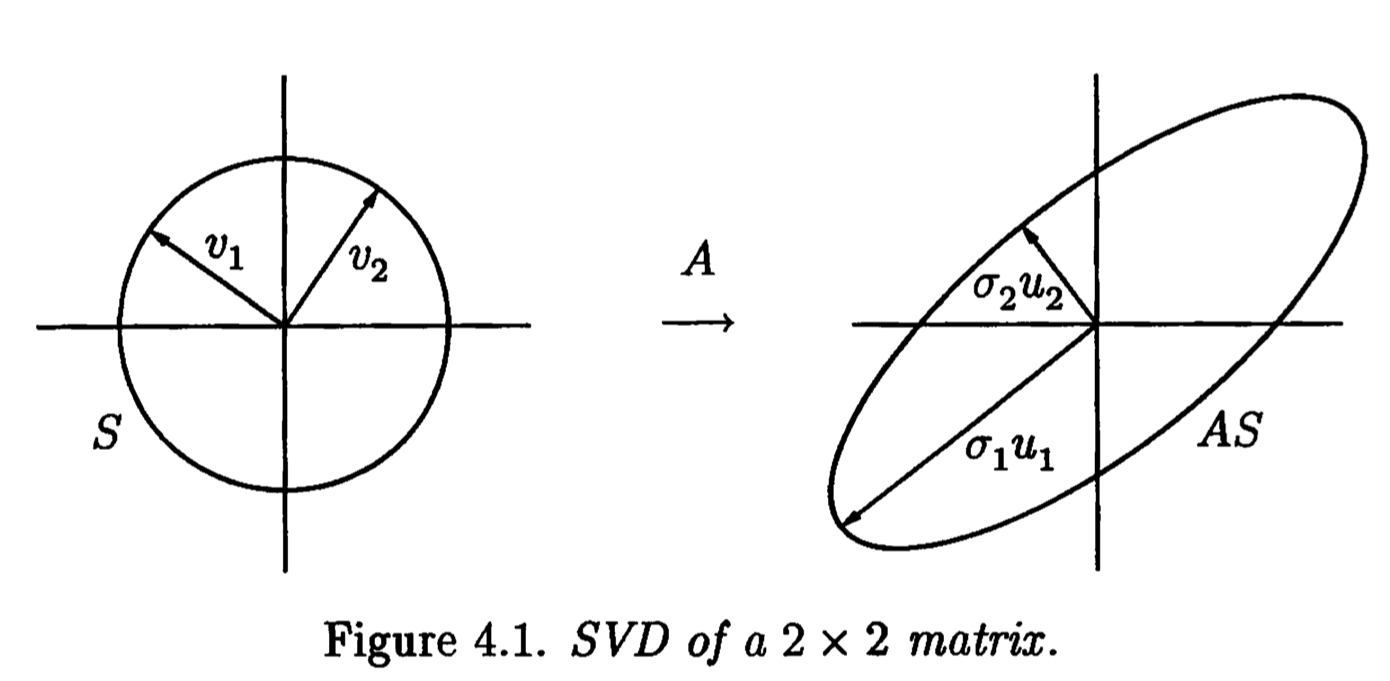 v₁
v₂
S
A
σ₂u₂
σ₁u₁
AS
Figure 4.1. SVD of a 2 × 2 matrix.